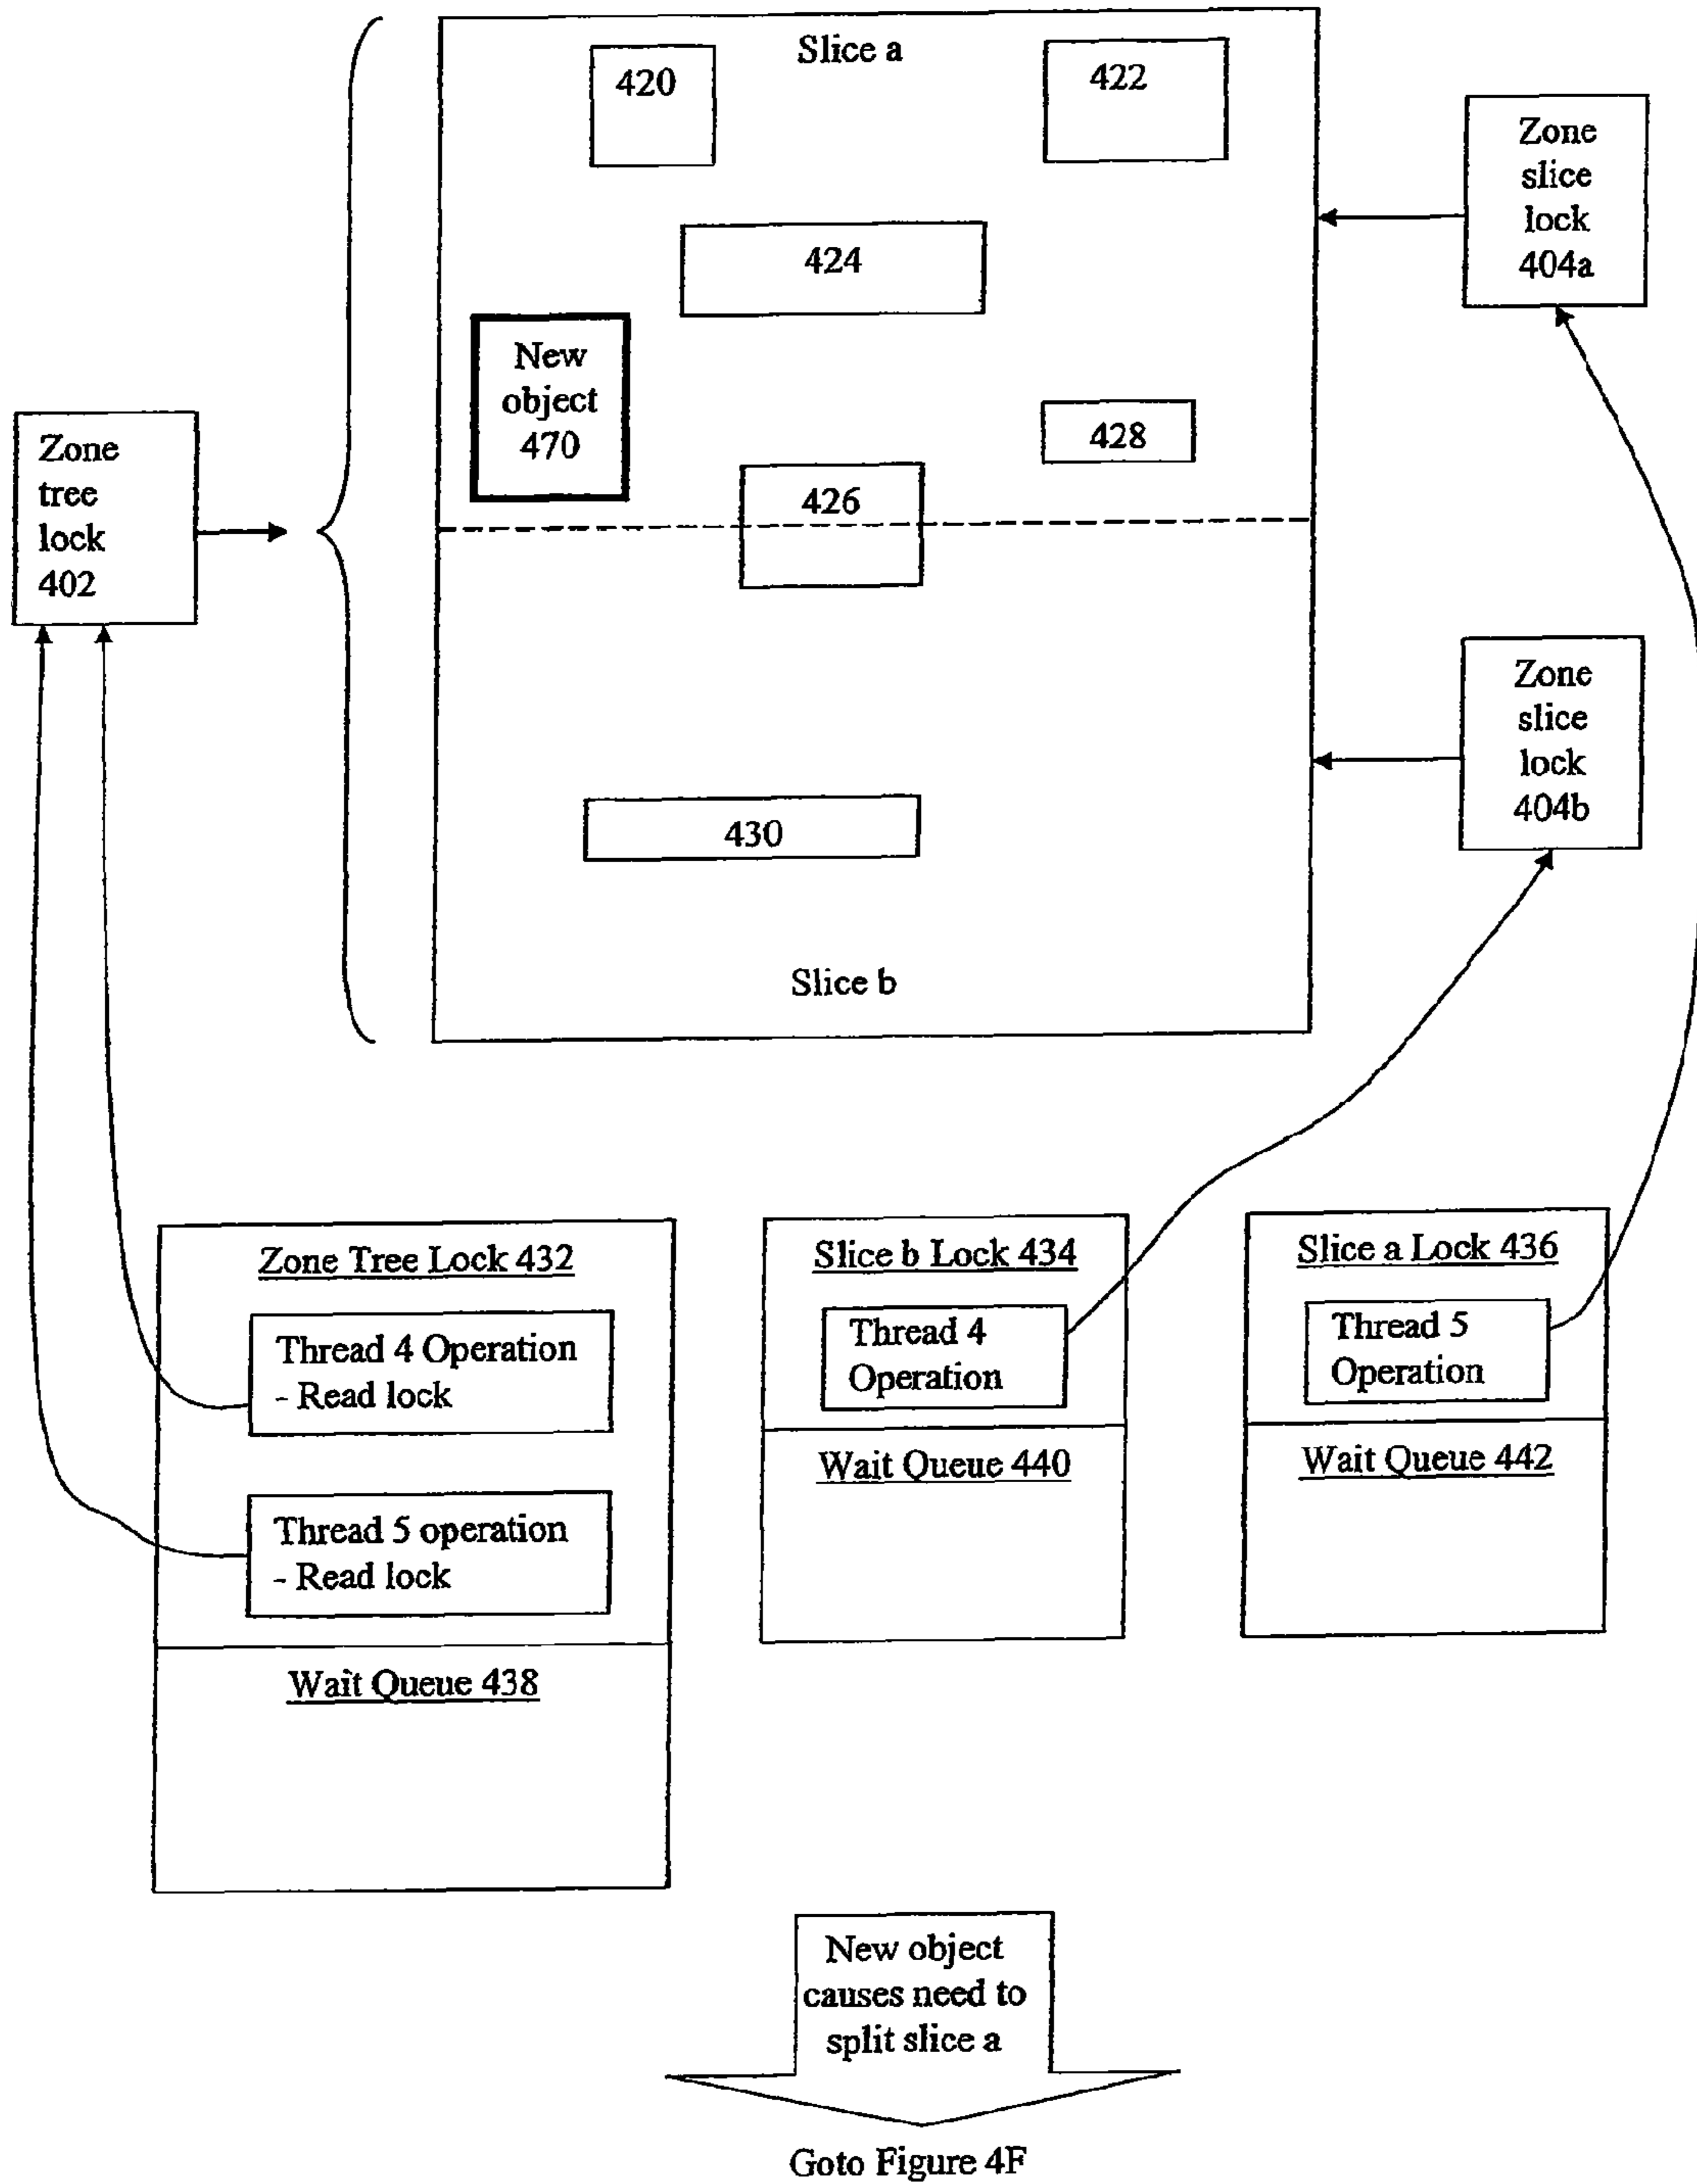 Slice a
420
422
Zone
slice
lock
404a
424
New
object
470
428
Zone
tree
lock
402
426
Zone
slice
lock
404b
430
Slice b
Zone Tree Lock 432
Thread 4 Operation
- Read lock
Thread 5 operation
- Read lock
Wait Queue 438
Slice b Lock 434
Thread 4
Operation
Wait Queue 440
Slice a Lock 436
Thread 5
Operation
Wait Queue 442
New object
causes need to
split slice a
Goto Figure 4F